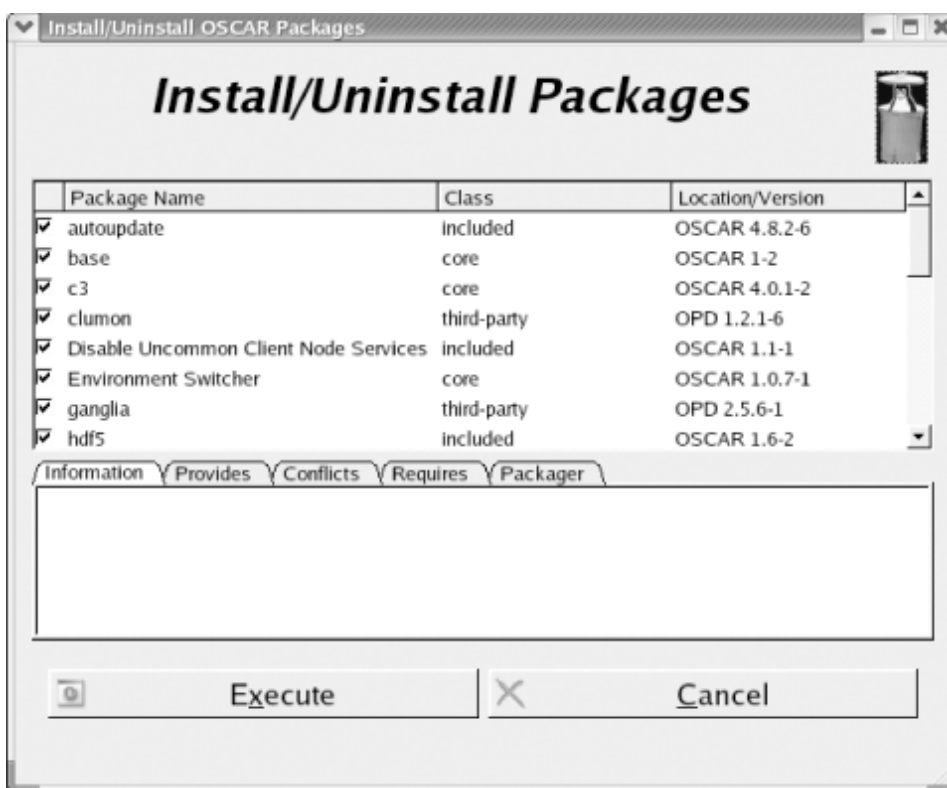 Install/Uninstall OSCAR Packages
Install/Uninstall Packages
Package Name Class Location/Version
autoupdate included OSCAR 4.8.2-6
base core OSCAR 1-2
c3 core OSCAR 4.0.1-2
clumon third-party OPD 1.2.1-6
Disable Uncommon Client Node Services included OSCAR 1.1-1
Environment Switcher core OSCAR 1.0.7-1
ganglia third-party OPD 2.5.6-1
hdf5 included OSCAR 1.6-2
Information Provides Conflicts Requires Packager
Execute Cancel